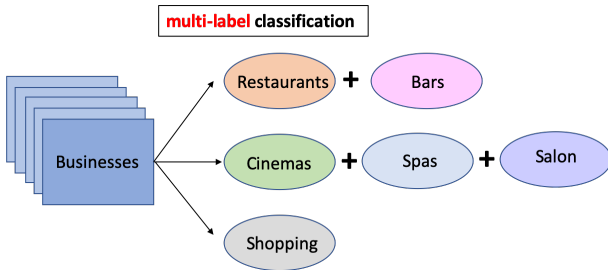 multi-label classification
Restaurants + Bars
Businesses
Cinemas + Spas + Salon
Shopping